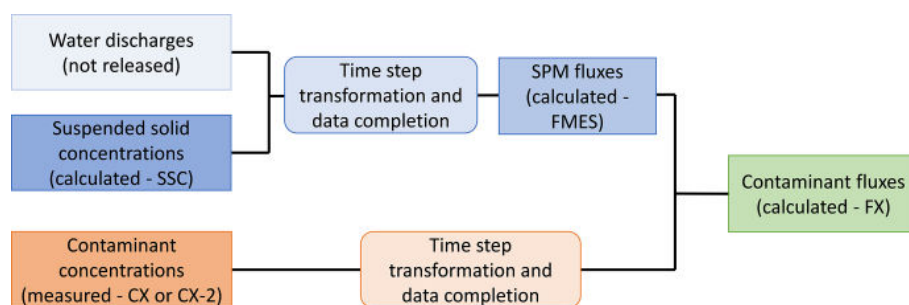 Water discharges
(not released)
Suspended solid
concentrations
(calculated - SSC)
Time step
transformation and
data completion
SPM fluxes
(calculated -
FMES)
Contaminant fluxes
(calculated - FX)
Contaminant
concentrations
(measured - CX or CX-2)
Time step
transformation and
data completion